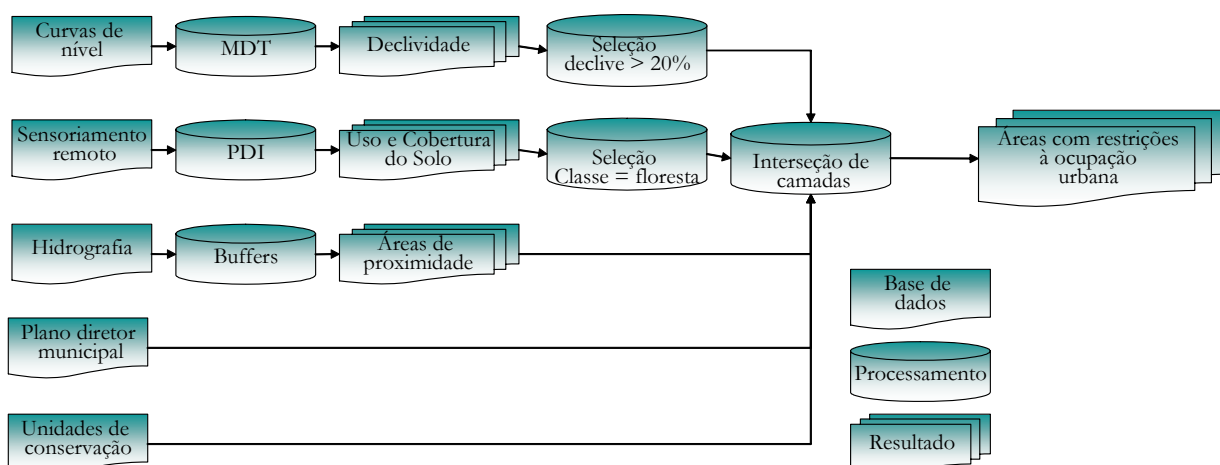 Curvas de
nível
MDT
Declividade
Seleção
declive > 20%
Sensoriamento
remoto
PDI
Uso e Cobertura
do Solo
Seleção
Classe = floresta
Interseção de
camadas
Áreas com restrições
à ocupação
urbana
Hidrografia
Buffers
Áreas de
proximidade
Plano diretor
municipal
Unidades de
conservação
Base de
dados
Processamento
Resultado